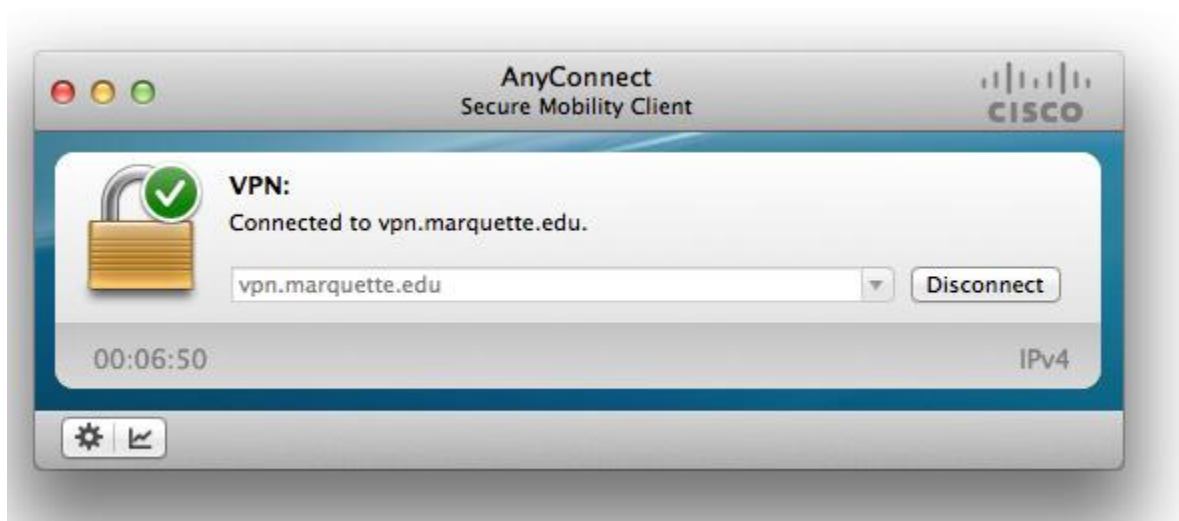 AnyConnect
Secure Mobility Client
CISCO
VPN:
Connected to vpn.marquette.edu.
vpn.marquette.edu
Disconnect
00:06:50
IPv4